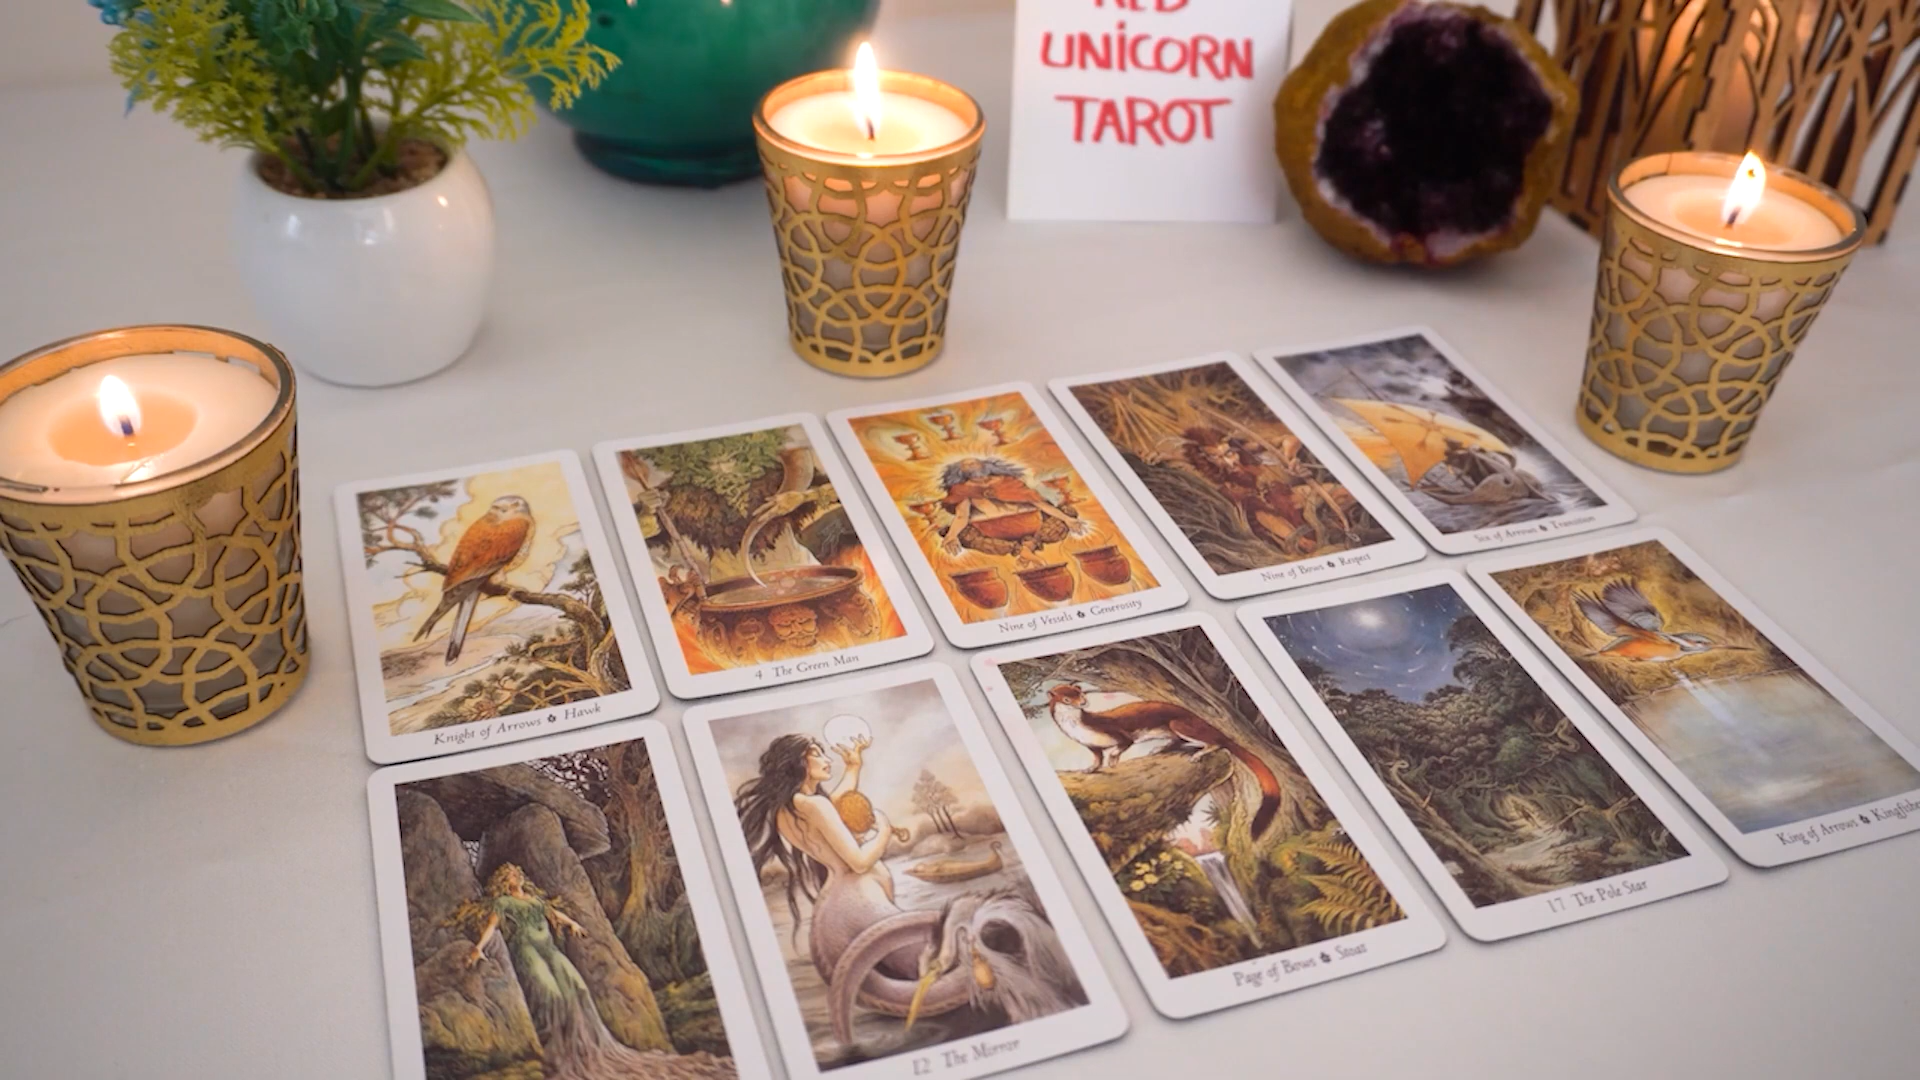 RED
UNICORN
TAROT
Knight of Arrows Hawk
4 The Green Man
Nine of Vessels Generosity
Nine of Bows Respect
Six of Arrows Transition
12 The Mirror
Page of Bows Stoat
17 The Pole Star
King of Arrows Kingfisher